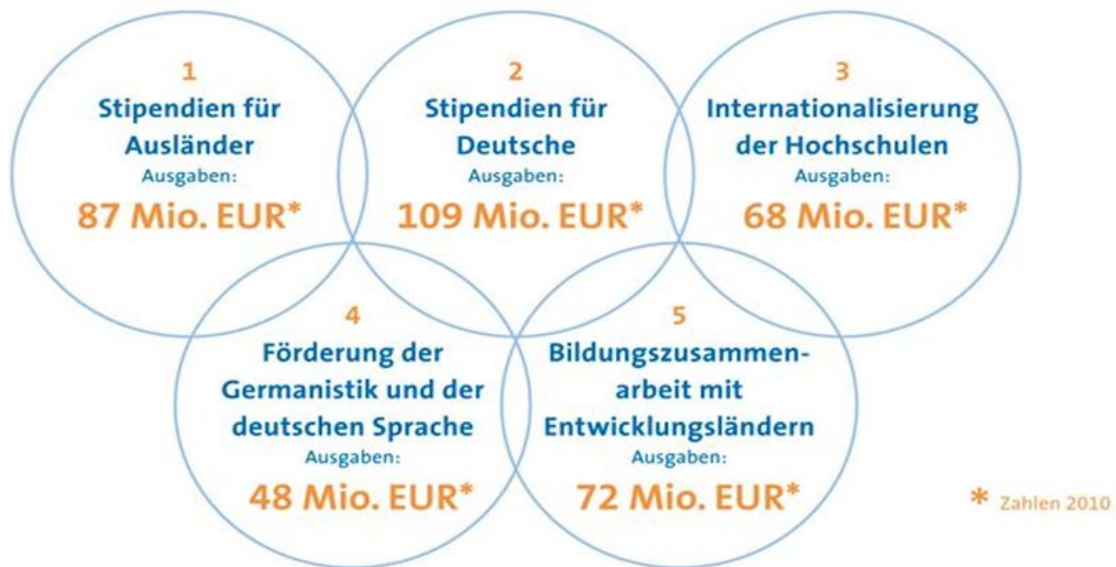 1
Stipendien für
Ausländer
Ausgaben:
87 Mio. EUR*
2
Stipendien für
Deutsche
Ausgaben:
109 Mio. EUR*
3
Internationalisierung
der Hochschulen
Ausgaben:
68 Mio. EUR*
4
Förderung der
Germanistik und der
deutschen Sprache
Ausgaben:
48 Mio. EUR*
5
Bildungszusammen-
arbeit mit
Entwicklungsländern
Ausgaben:
72 Mio. EUR*
* Zahlen 2010